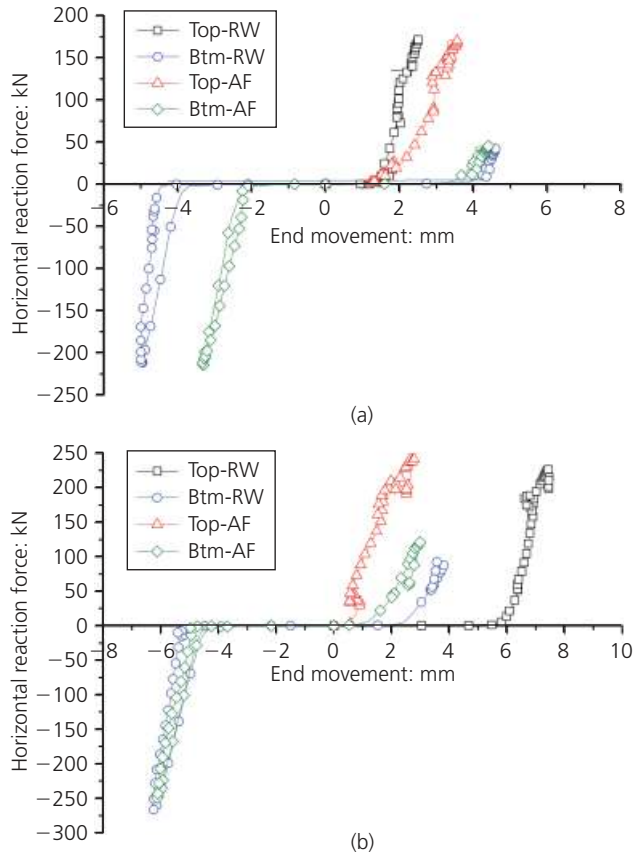 200
150
100
50
0
−50
−100
−150
−200
−250
Horizontal reaction force: kN
Top-RW
Btm-RW
Top-AF
Btm-AF
−6 −4 −2 0 2 4 6 8
End movement: mm
(a)
250
200
150
100
50
0
−50
−100
−150
−200
−250
−300
Horizontal reaction force: kN
Top-RW
Btm-RW
Top-AF
Btm-AF
−8 −6 −4 −2 0 2 4 6 8 10
End movement: mm
(b)